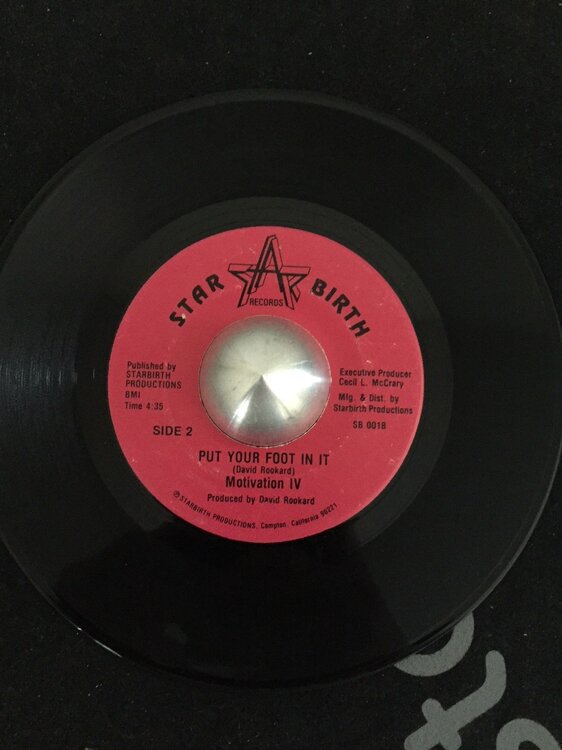 STAR BIRTH
RECORDS
Published by
STARBIRTH
PRODUCTIONS
BMI
Time 4:35
Executive Producer
Cecil L. McCrary
Mfg. & Dist. by
Starbirth Productions
SB 001B
SIDE 2
PUT YOUR FOOT IN IT
(David Rookard)
Motivation IV
Produced by David Rookard
℗STARBIRTH PRODUCTIONS, Compton, California 90221